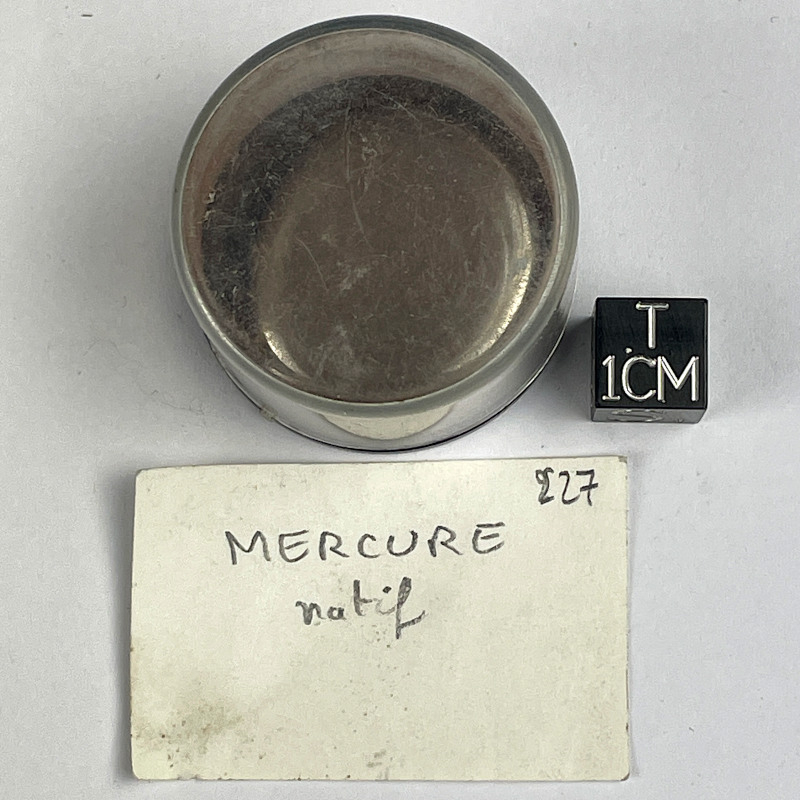 T
1CM
227
MERCURE
natif